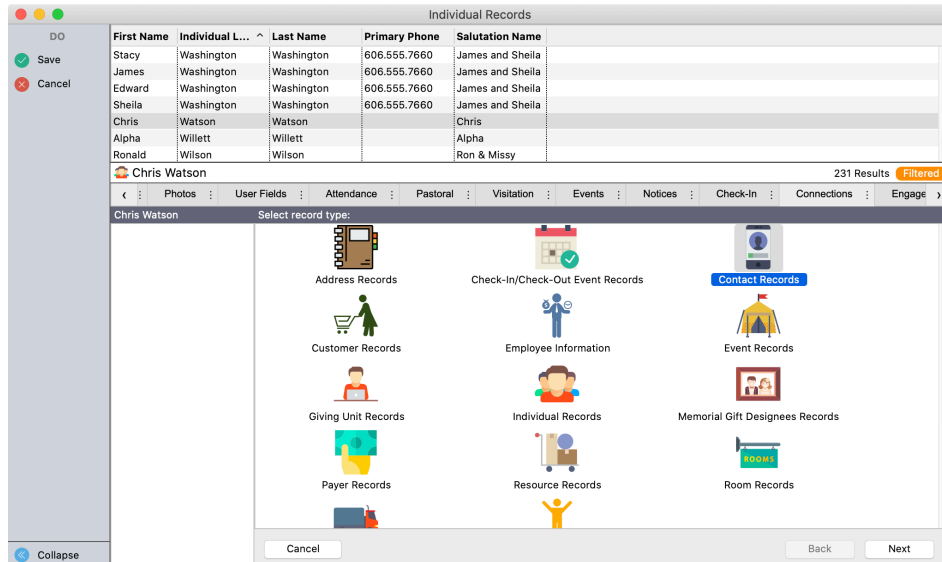 Individual Records
DO
Save
Cancel
First Name Individual L... Last Name Primary Phone Salutation Name
Stacy Washington Washington 606.555.7660 James and Sheila
James Washington Washington 606.555.7660 James and Sheila
Edward Washington Washington 606.555.7660 James and Sheila
Sheila Washington Washington 606.555.7660 James and Sheila
Chris Watson Watson Chris
Alpha Willett Willett Alpha
Ronald Wilson Wilson Ron & Missy
Chris Watson 231 Results Filtered
Photos User Fields Attendance Pastoral Visitation Events Notices Check-In Connections Engage
Chris Watson Select record type:
Address Records Check-In/Check-Out Event Records Contact Records
Customer Records Employee Information Event Records
Giving Unit Records Individual Records Memorial Gift Designees Records
ROOMS
Payer Records Resource Records Room Records
Collapse Cancel Back Next